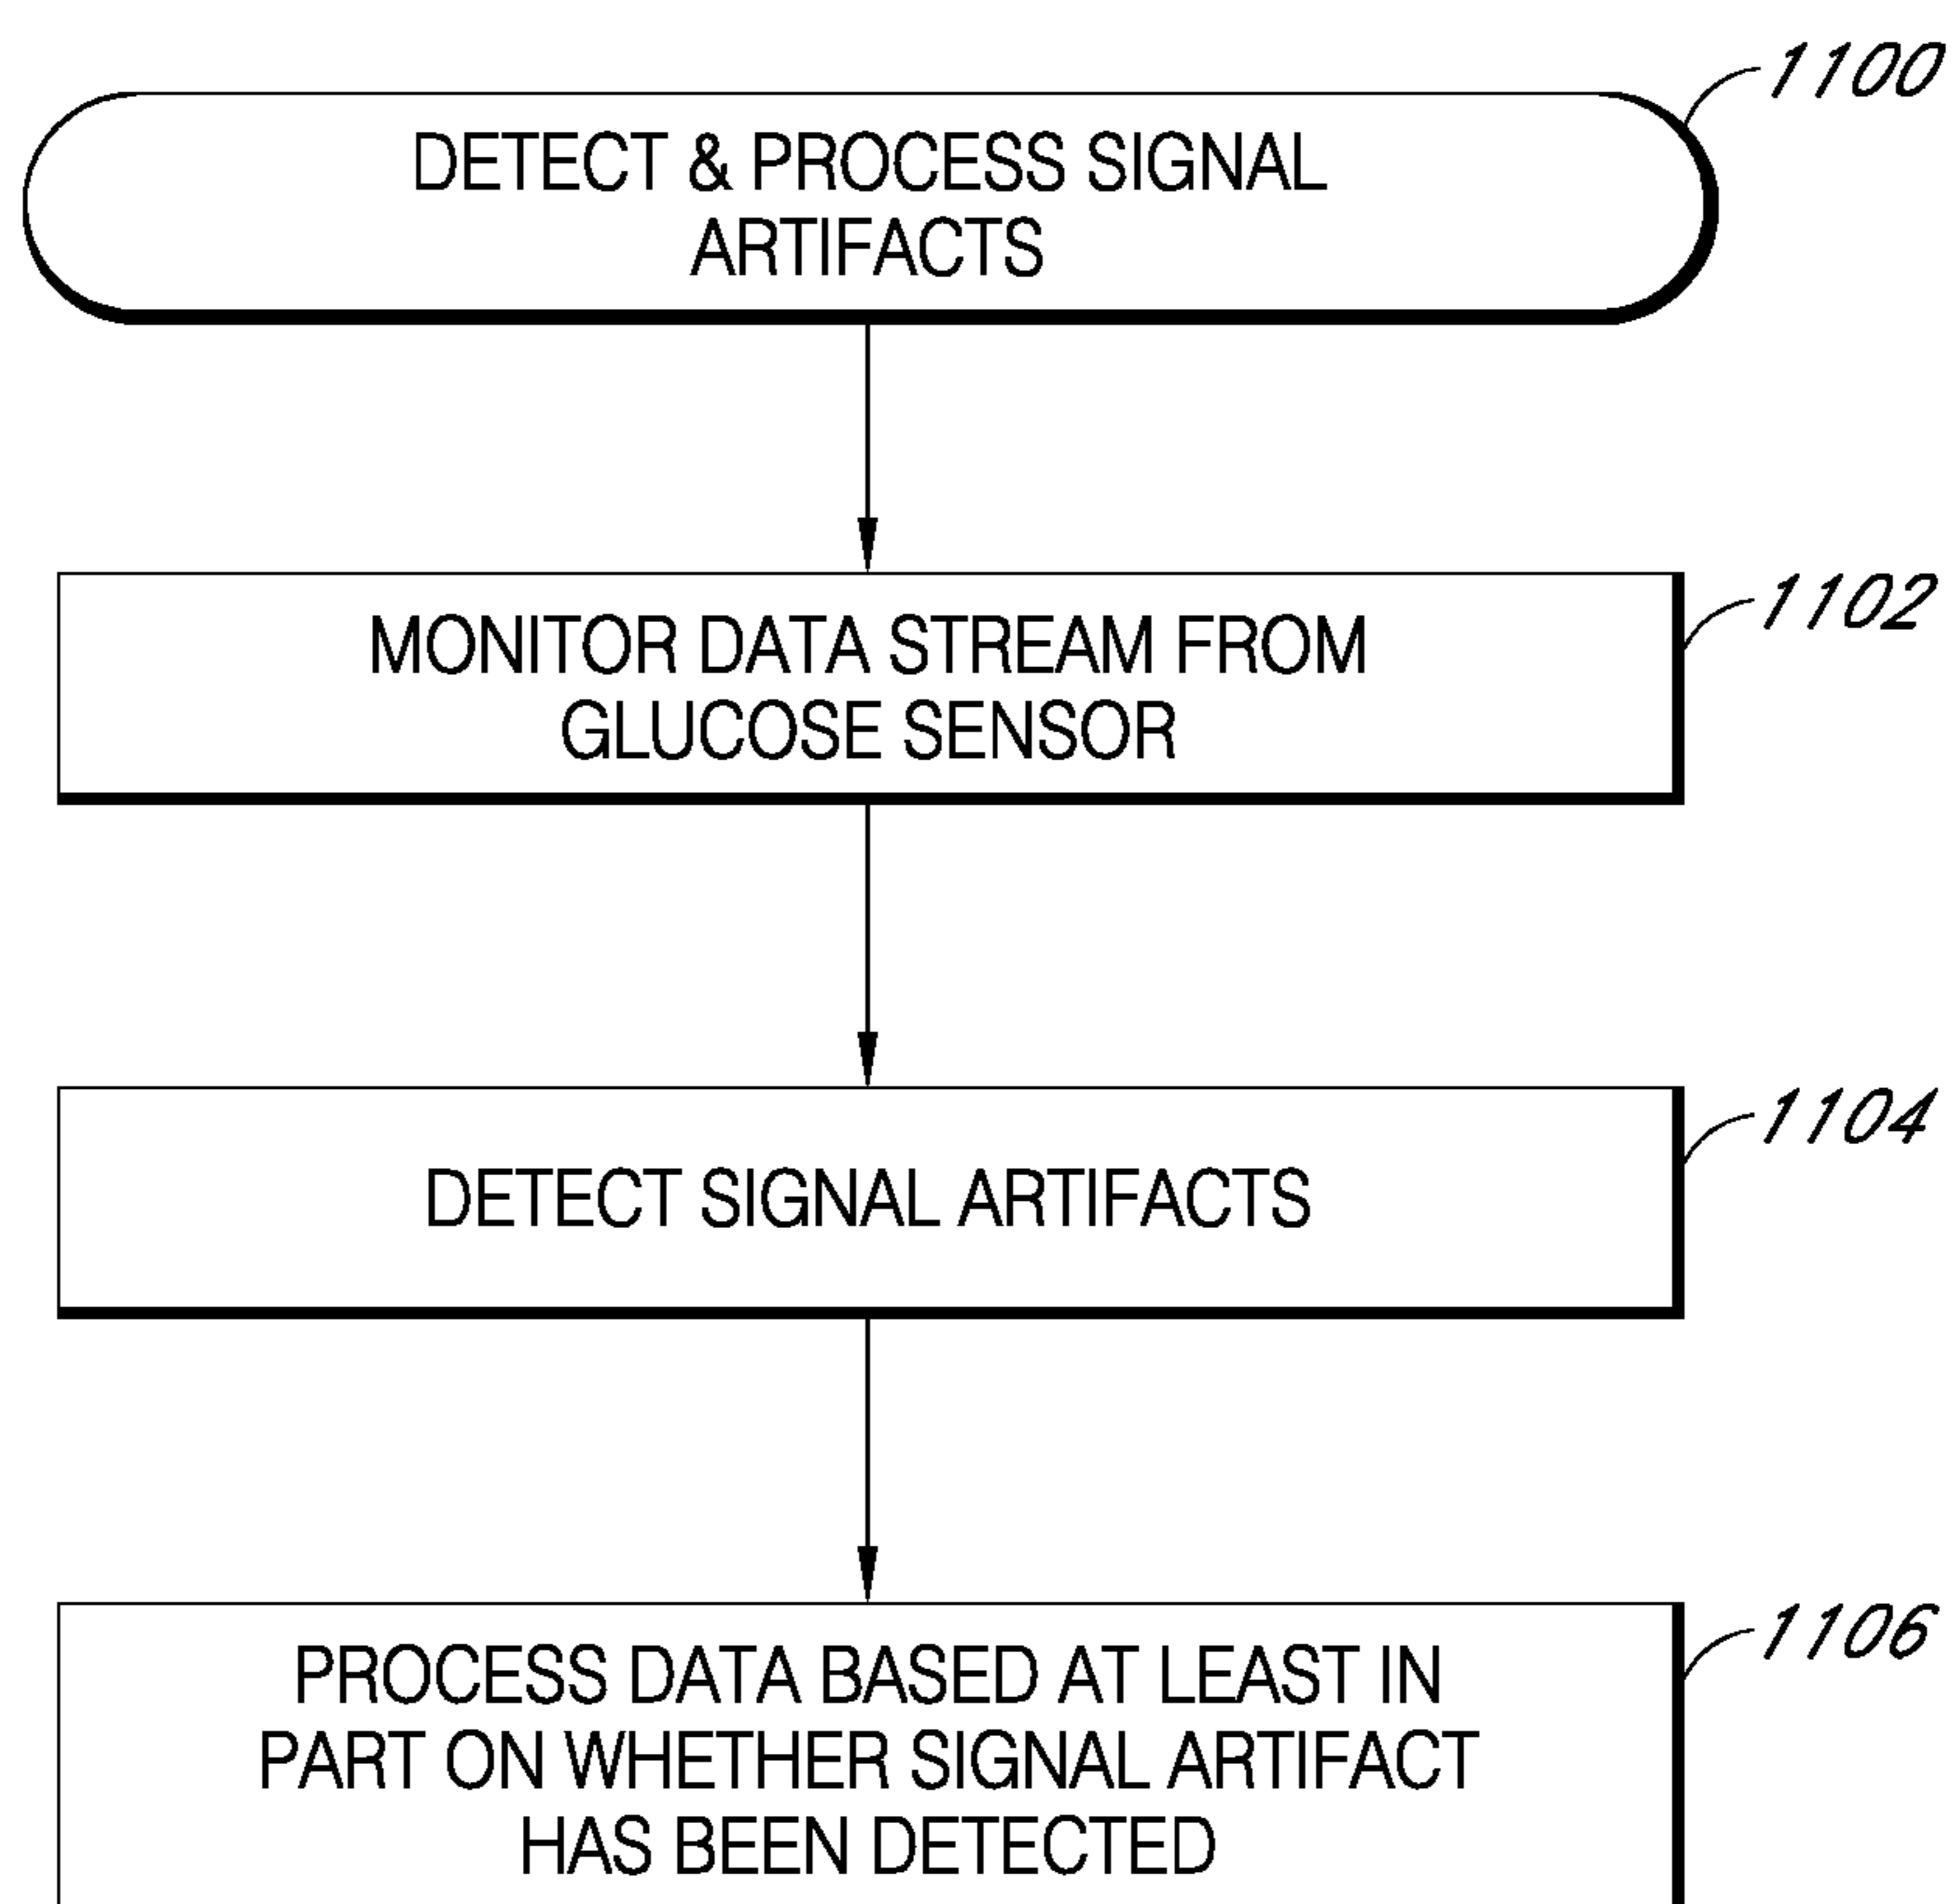 1100
DETECT & PROCESS SIGNAL
ARTIFACTS
1102
MONITOR DATA STREAM FROM
GLUCOSE SENSOR
1104
DETECT SIGNAL ARTIFACTS
1106
PROCESS DATA BASED AT LEAST IN
PART ON WHETHER SIGNAL ARTIFACT
HAS BEEN DETECTED